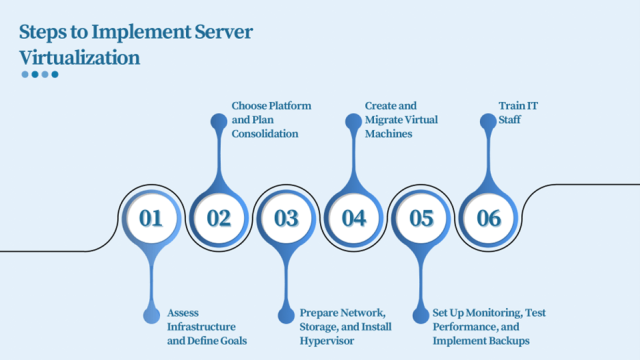 Steps to Implement Server
Virtualization
Choose Platform
and Plan
Consolidation
Create and
Migrate Virtual
Machines
Train IT
Staff
01
02
03
04
05
06
Assess
Infrastructure
and Define Goals
Prepare Network,
Storage, and Install
Hypervisor
Set Up Monitoring, Test
Performance, and
Implement Backups